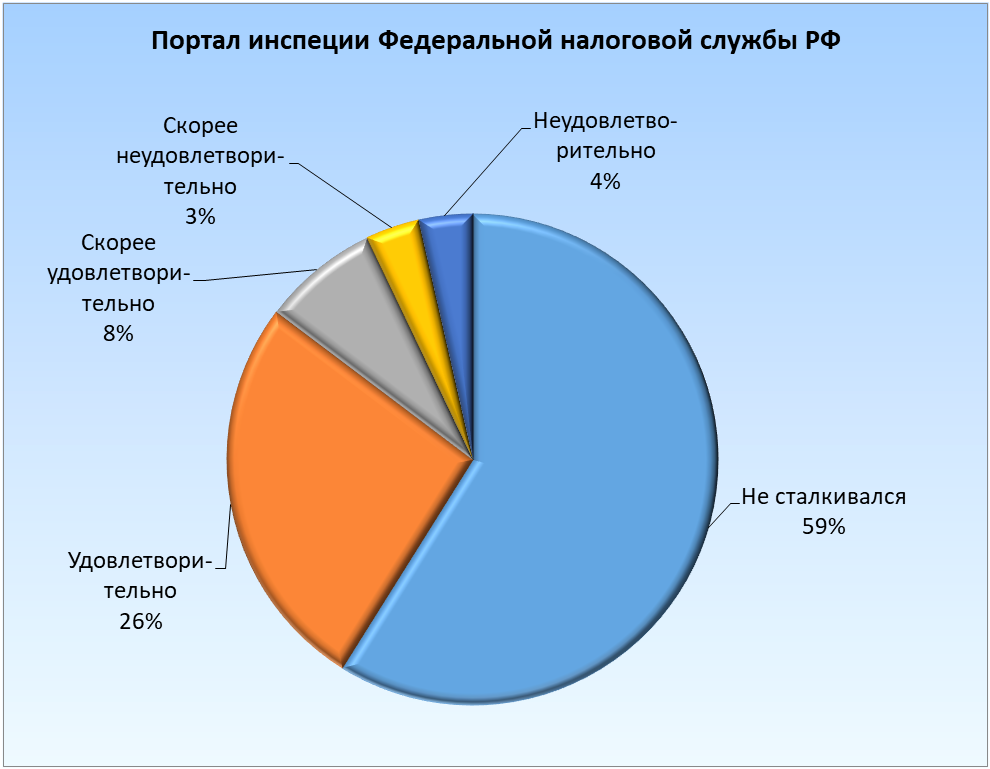 Портал инспеции Федеральной налоговой службы РФ
Скорее
неудовлетвори-
тельно
3%
Неудовлетво-
рительно
4%
Скорее
удовлетвори-
тельно
8%
Не сталкивался
59%
Удовлетвори-
тельно
26%